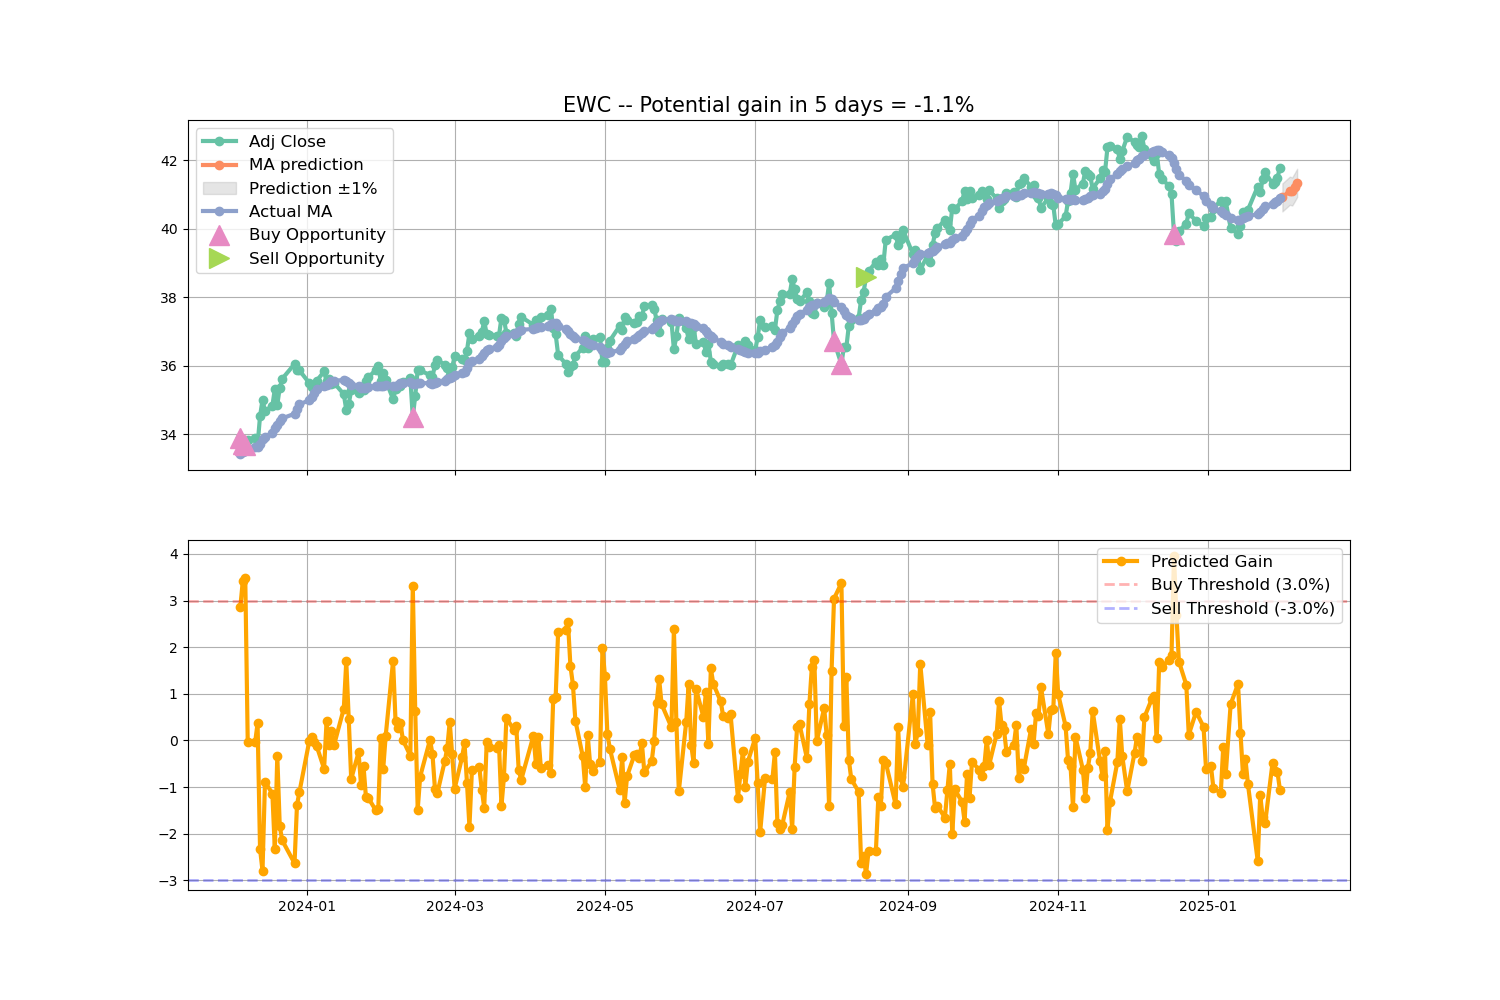 EWC -- Potential gain in 5 days = -1.1%
Adj Close
MA prediction
Prediction ±1%
Actual MA
Buy Opportunity
Sell Opportunity
42
40
38
36
34
Predicted Gain
Buy Threshold (3.0%)
Sell Threshold (-3.0%)
4
3
2
1
0
−1
−2
−3
2024-01 2024-03 2024-05 2024-07 2024-09 2024-11 2025-01